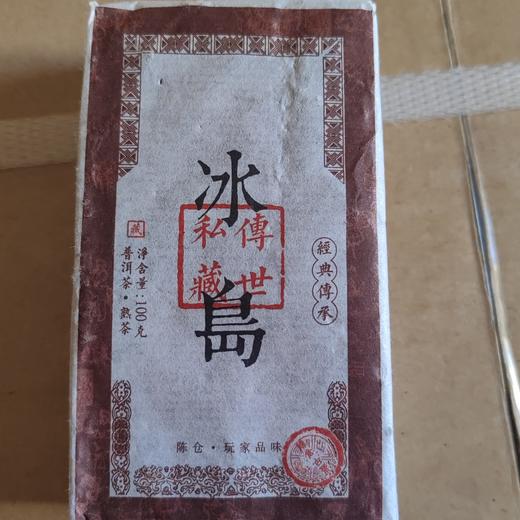 冰島
傳世
私藏
經典傳承
藏
淨含量:100克
普洱茶·熟茶
陈仓·玩家品味